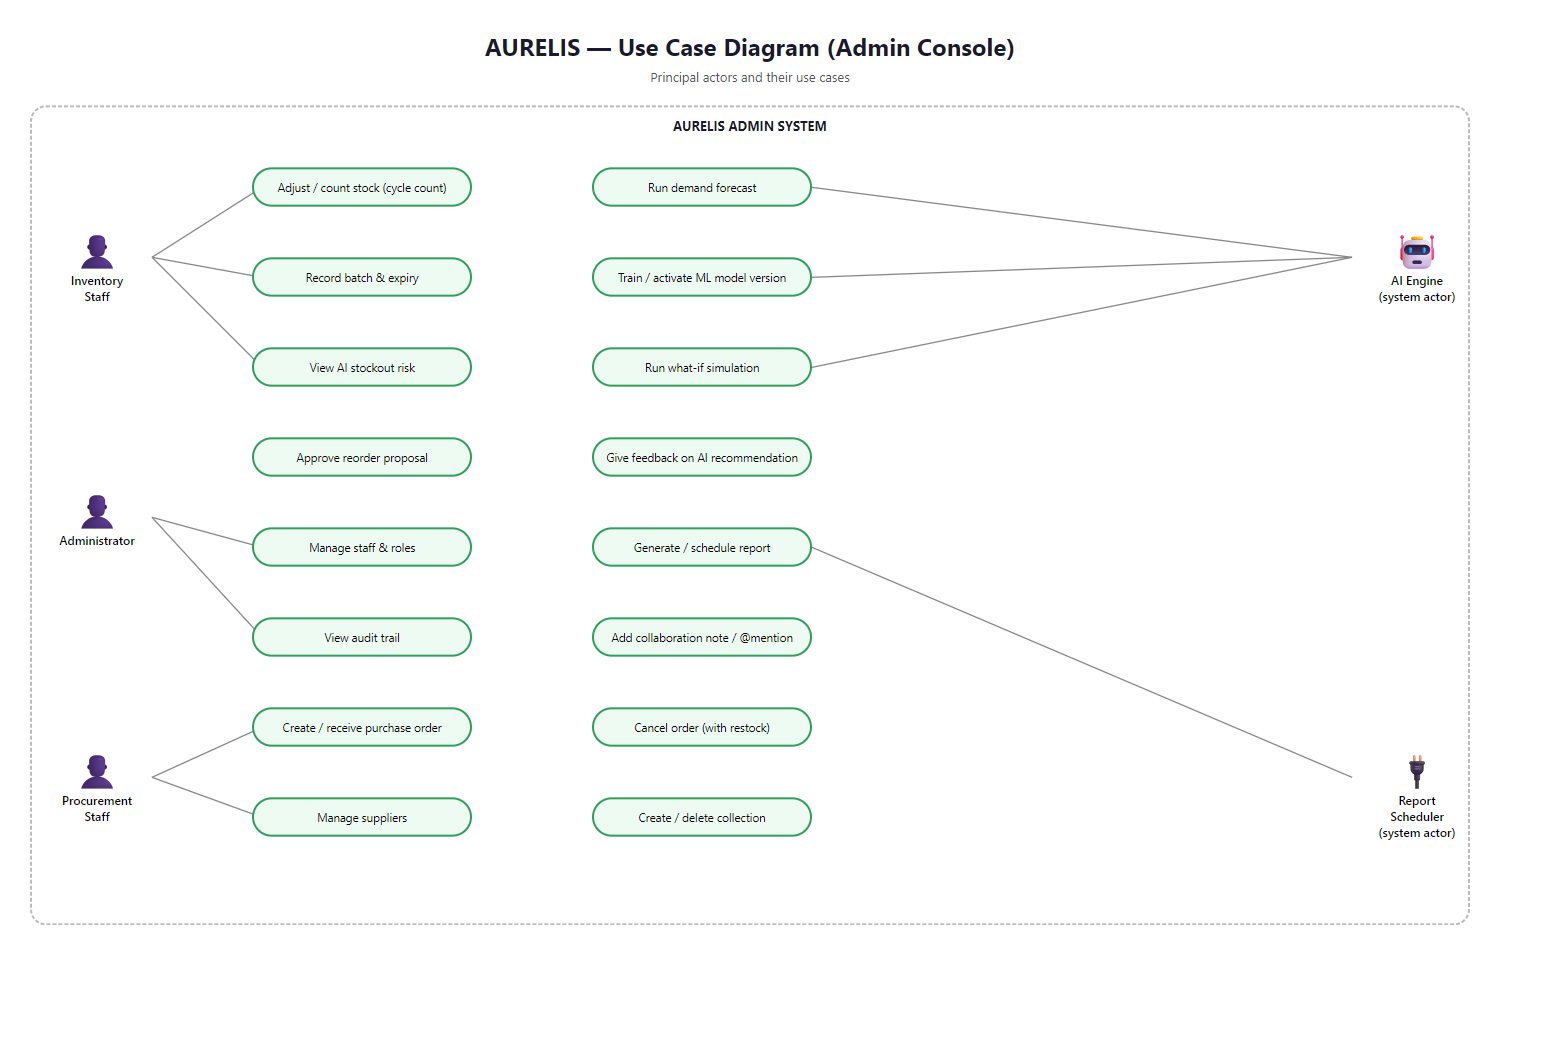 AURELIS — Use Case Diagram (Admin Console)
Principal actors and their use cases
AURELIS ADMIN SYSTEM
Inventory
Staff
Administrator
Procurement
Staff
Adjust / count stock (cycle count)
Record batch & expiry
View AI stockout risk
Approve reorder proposal
Manage staff & roles
View audit trail
Create / receive purchase order
Manage suppliers
Run demand forecast
Train / activate ML model version
Run what-if simulation
Give feedback on AI recommendation
Generate / schedule report
Add collaboration note / @mention
Cancel order (with restock)
Create / delete collection
AI Engine
(system actor)
Report
Scheduler
(system actor)